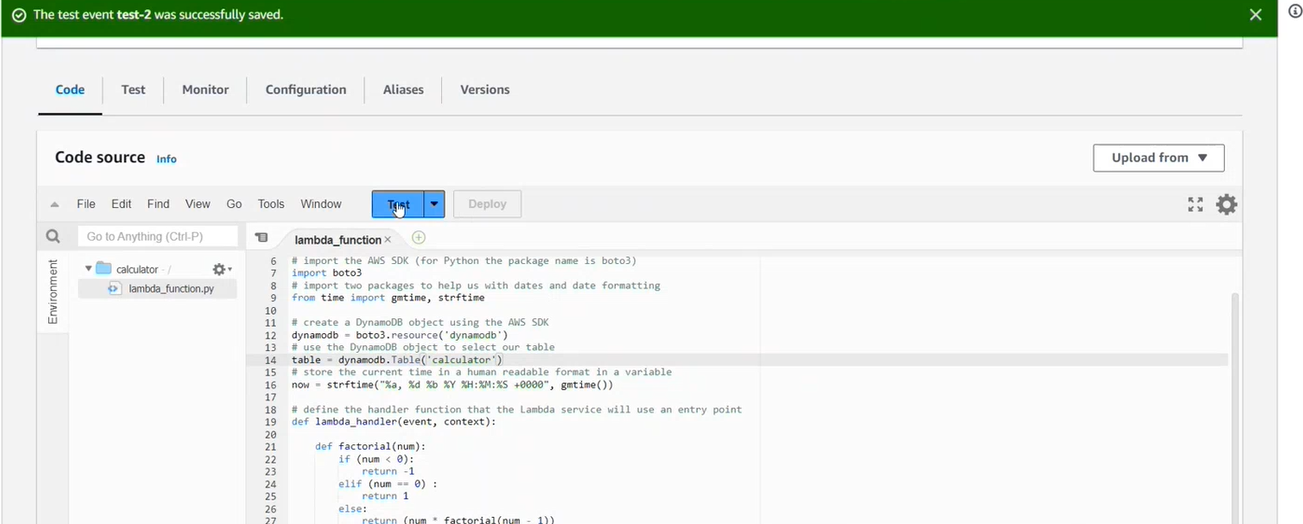 The test event test-2 was successfully saved.
Code Test Monitor Configuration Aliases Versions
Code source Info
Upload from
File Edit Find View Go Tools Window Test Deploy
Go to Anything (Ctrl-P)
lambda_function
Environment
calculator - /
lambda_function.py
6 # import the AWS SDK (for Python the package name is boto3)
7 import boto3
8 # import two packages to help us with dates and date formatting
9 from time import gmtime, strftime
10
11 # create a DynamoDB object using the AWS SDK
12 dynamodb = boto3.resource('dynamodb')
13 # use the DynamoDB object to select our table
14 table = dynamodb.Table('calculator')
15 # store the current time in a human readable format in a variable
16 now = strftime("%a, %d %b %Y %H:%M:%S +0000", gmtime())
17
18 # define the handler function that the Lambda service will use an entry point
19 def lambda_handler(event, context):
20
21 def factorial(num):
22 if (num < 0):
23 return -1
24 elif (num == 0) :
25 return 1
26 else:
27 return (num * factorial(num - 1))